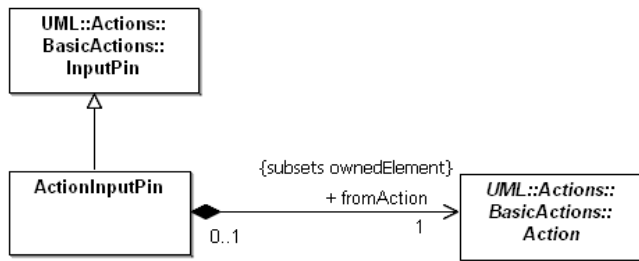 UML::Actions::
BasicActions::
InputPin
ActionInputPin
{subsets ownedElement}
+ fromAction
0..1
1
UML::Actions::
BasicActions::
Action